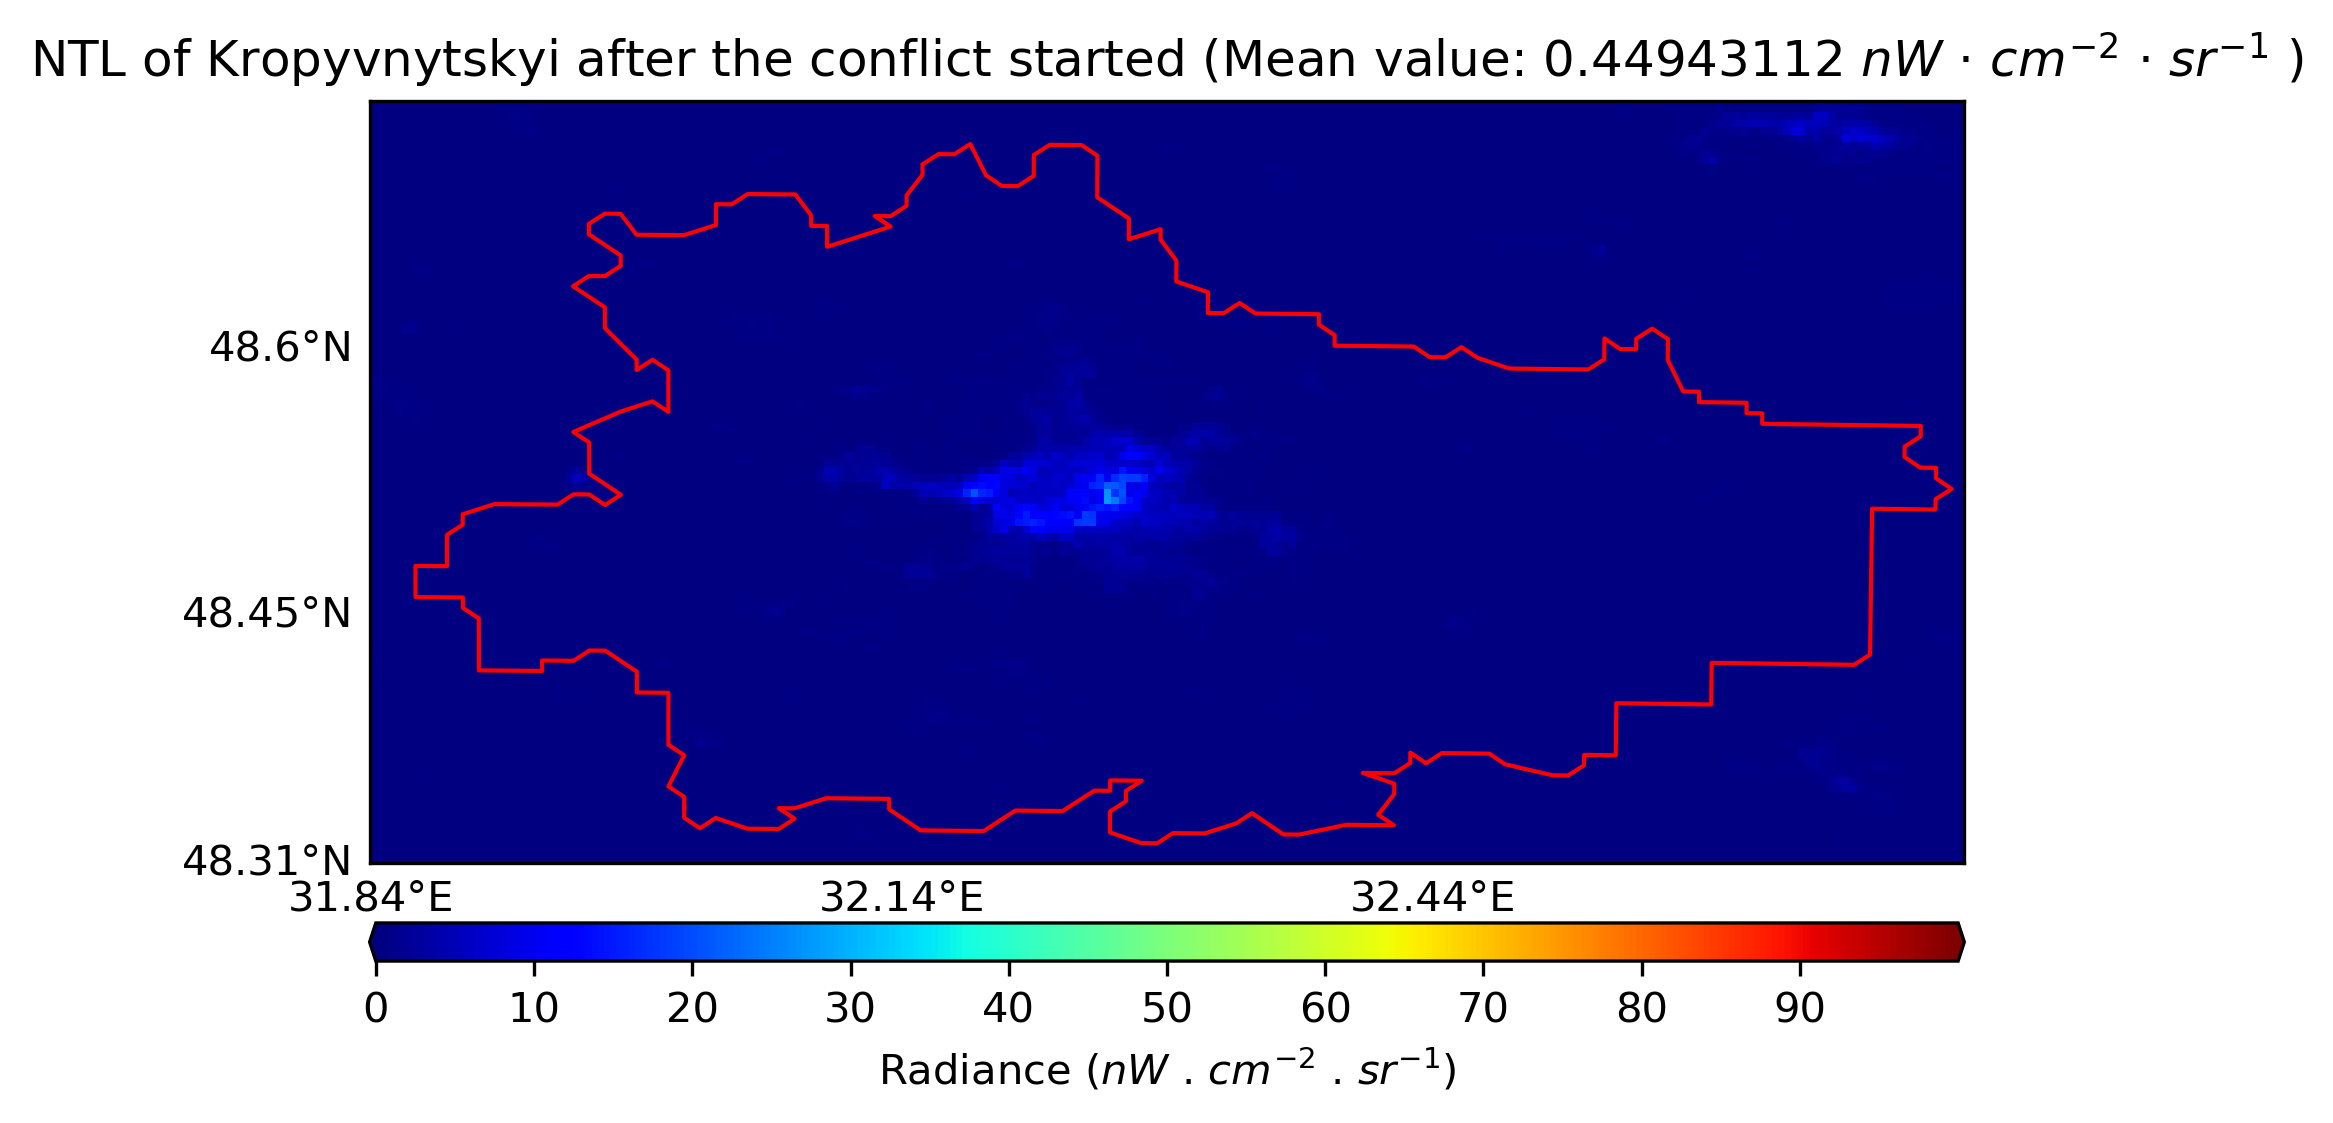 NTL of Kropyvnytskyi after the conflict started (Mean value: 0.44943112 nW · cm⁻² · sr⁻¹ )
48.6°N
48.45°N
48.31°N
31.84°E 32.14°E 32.44°E
0 10 20 30 40 50 60 70 80 90
Radiance (nW . cm⁻² . sr⁻¹)